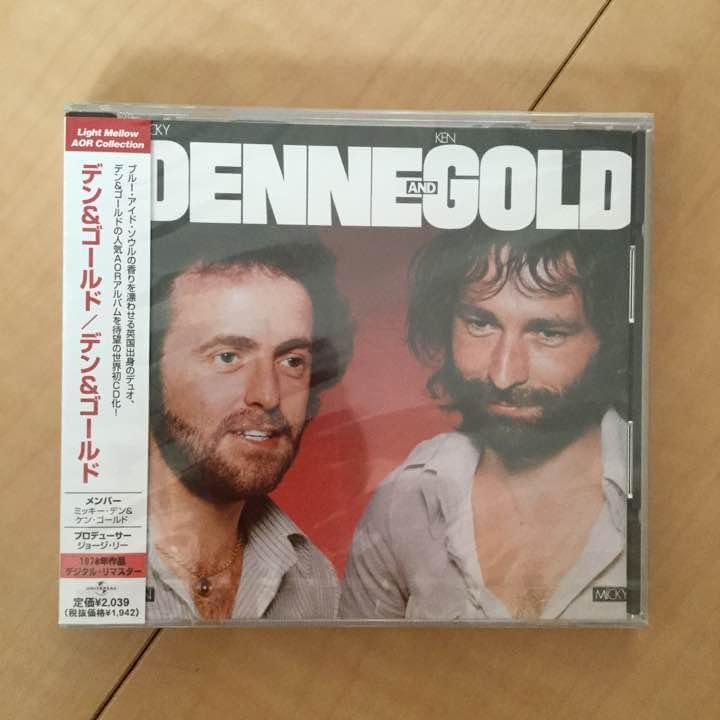 Light Mellow
AOR Collection
デン&ゴールド/デン&ゴールド
ブルー・アイド・ソウルの香りを漂わせる英国出身のデュオ、
デン&ゴールドの人気AORアルバムを待望の世界初CD化!
メンバー
ミッキー・デン&
ケン・ゴールド
プロデューサー
ジョージ・リー
1978年作品
デジタル・リマスター
UNIVERSAL
定価¥2,039
(税抜価格¥1,942)
CKY
KEN
DENNE AND GOLD
MICKY